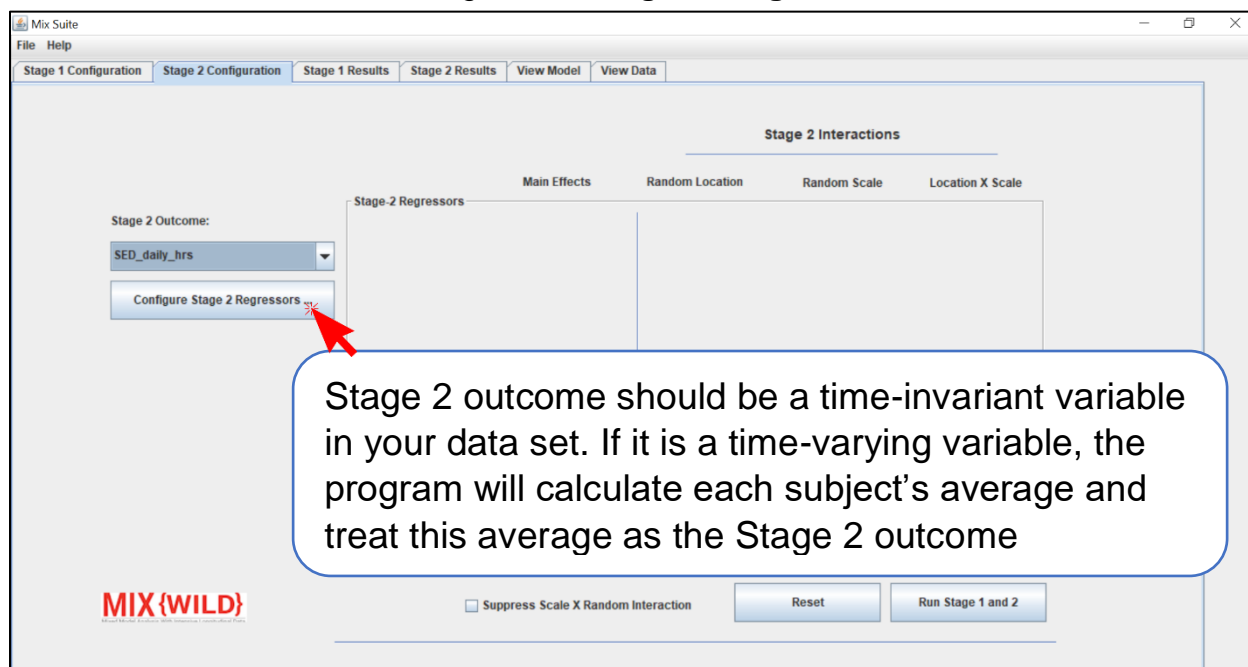 Mix Suite
File Help
Stage 1 Configuration Stage 2 Configuration Stage 1 Results Stage 2 Results View Model View Data
Stage 2 Interactions
Main Effects Random Location Random Scale Location X Scale
Stage-2 Regressors
Stage 2 Outcome:
SED_daily_hrs
Configure Stage 2 Regressors ...
Stage 2 outcome should be a time-invariant variable
in your data set. If it is a time-varying variable, the
program will calculate each subject's average and
treat this average as the Stage 2 outcome
MIX {WILD}
Suppress Scale X Random Interaction Reset Run Stage 1 and 2